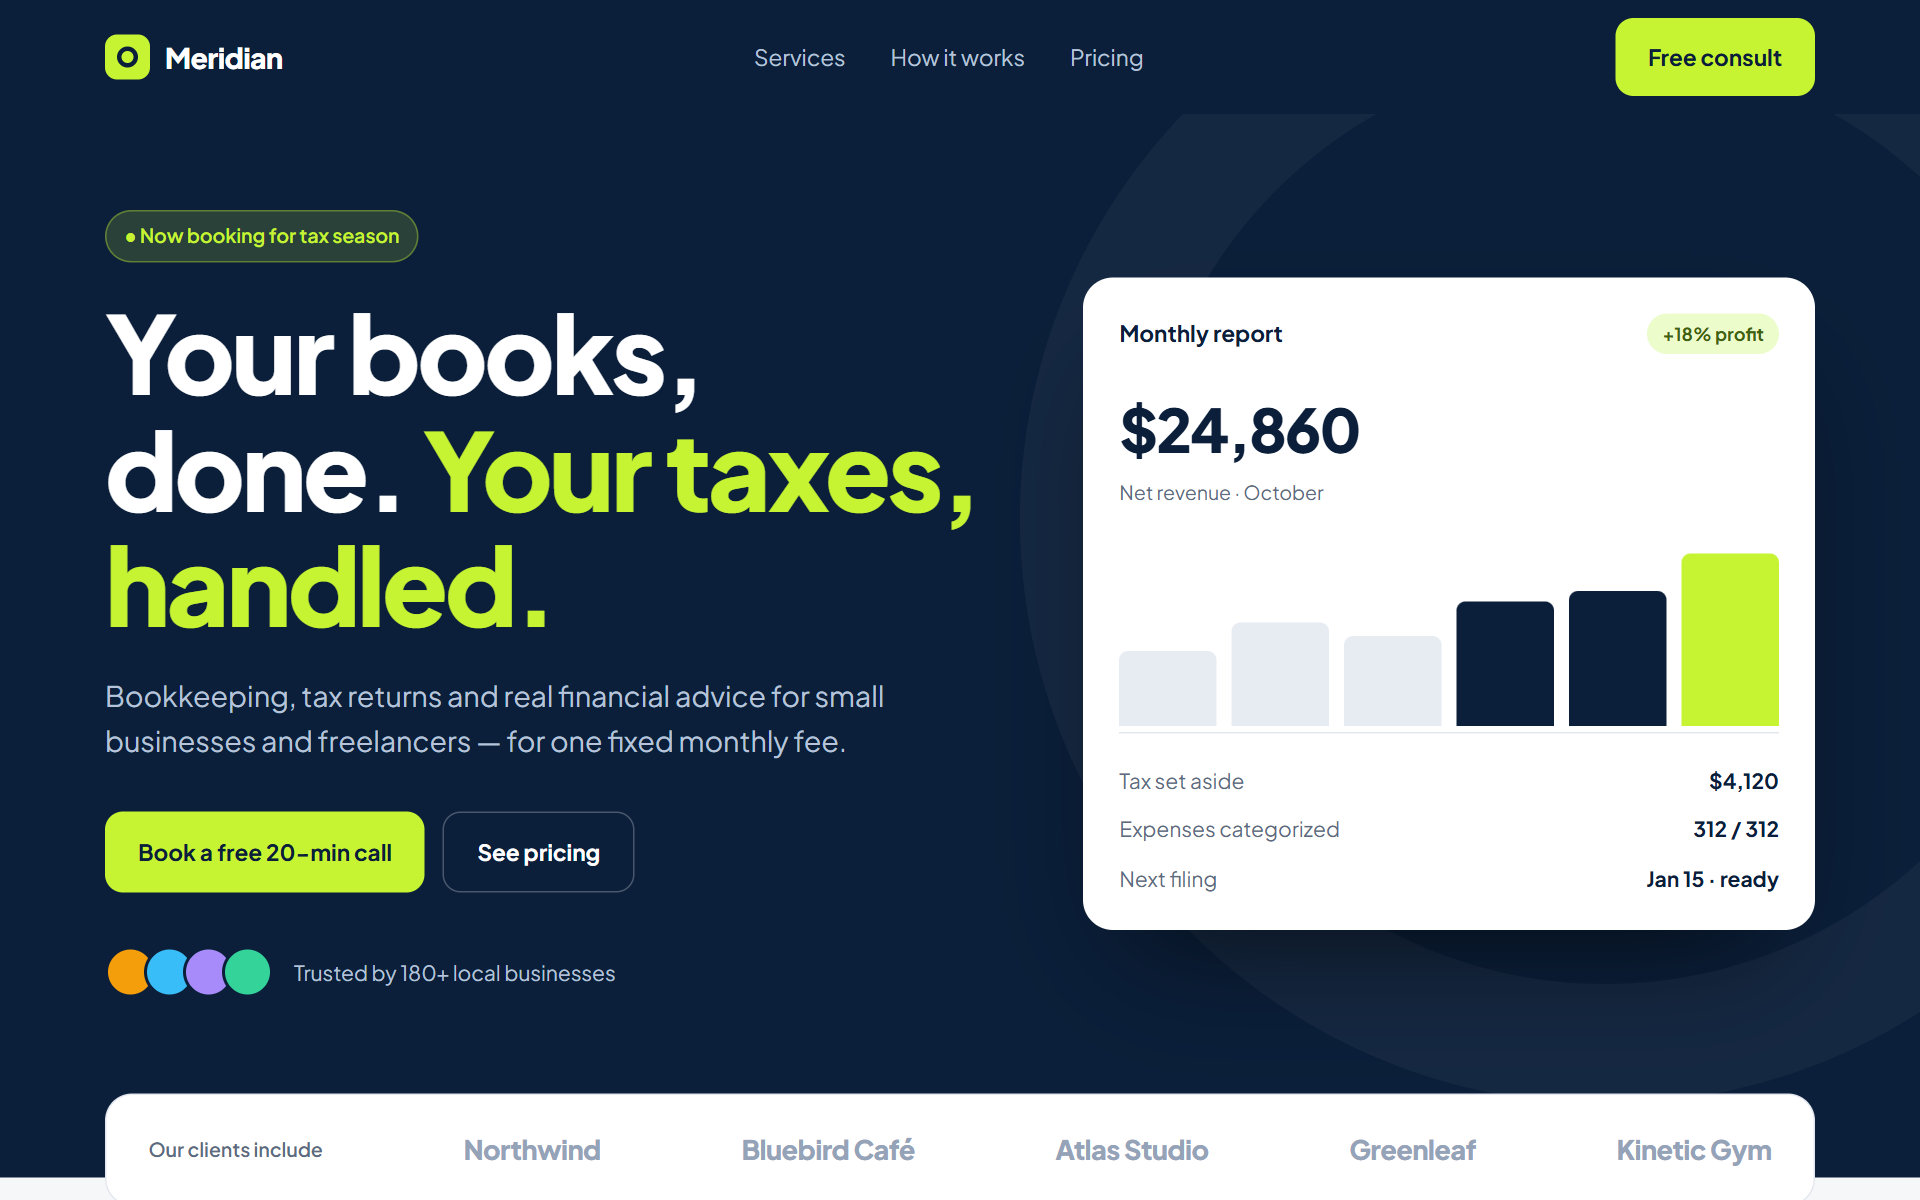 Meridian
Services
How it works
Pricing
Free consult
Now booking for tax season
Your books,
done. Your taxes,
handled.
Bookkeeping, tax returns and real financial advice for small
businesses and freelancers — for one fixed monthly fee.
Book a free 20-min call
See pricing
Trusted by 180+ local businesses
Monthly report
+18% profit
$24,860
Net revenue · October
Tax set aside
$4,120
Expenses categorized
312 / 312
Next filing
Jan 15 · ready
Our clients include
Northwind
Bluebird Café
Atlas Studio
Greenleaf
Kinetic Gym